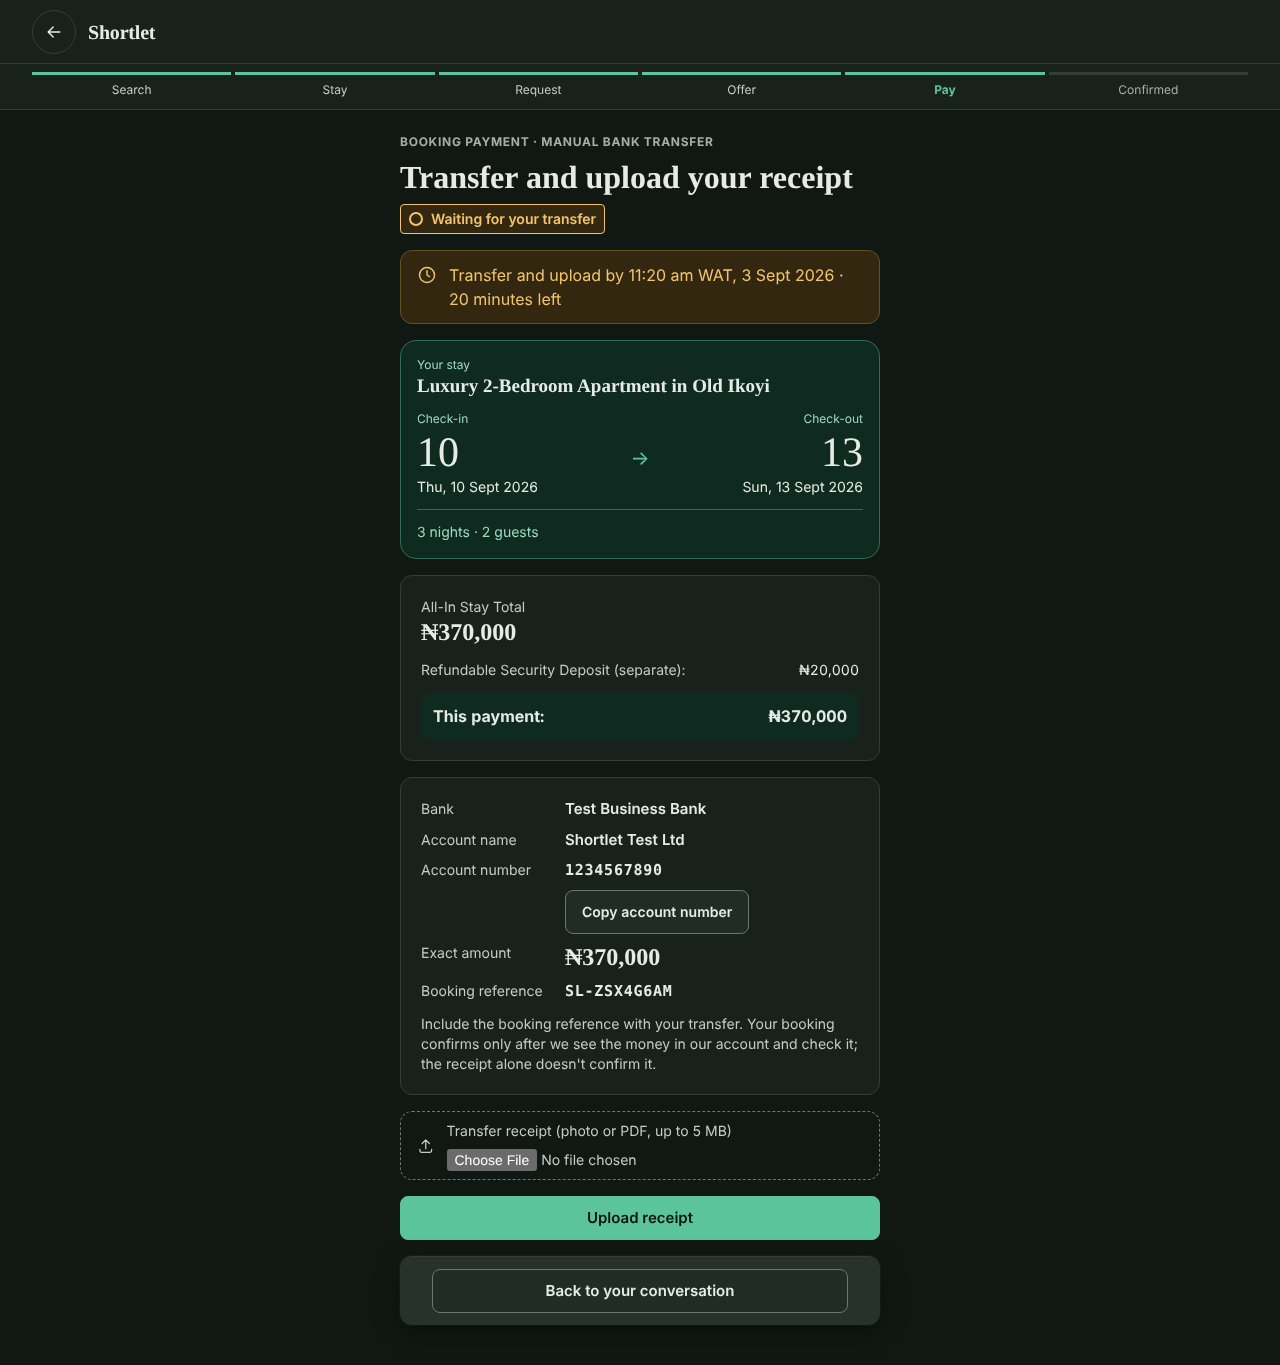 Shortlet
Search
Stay
Request
Offer
Pay
Confirmed
BOOKING PAYMENT · MANUAL BANK TRANSFER
Transfer and upload your receipt
Waiting for your transfer
Transfer and upload by 11:20 am WAT, 3 Sept 2026 ·
20 minutes left
Your stay
Luxury 2-Bedroom Apartment in Old Ikoyi
Check-in
Check-out
10
→
13
Thu, 10 Sept 2026
Sun, 13 Sept 2026
3 nights · 2 guests
All-In Stay Total
₦370,000
Refundable Security Deposit (separate):
₦20,000
This payment:
₦370,000
Bank
Test Business Bank
Account name
Shortlet Test Ltd
Account number
1234567890
Copy account number
Exact amount
₦370,000
Booking reference
SL-ZSX4G6AM
Include the booking reference with your transfer. Your booking
confirms only after we see the money in our account and check it;
the receipt alone doesn't confirm it.
Transfer receipt (photo or PDF, up to 5 MB)
Choose File No file chosen
Upload receipt
Back to your conversation